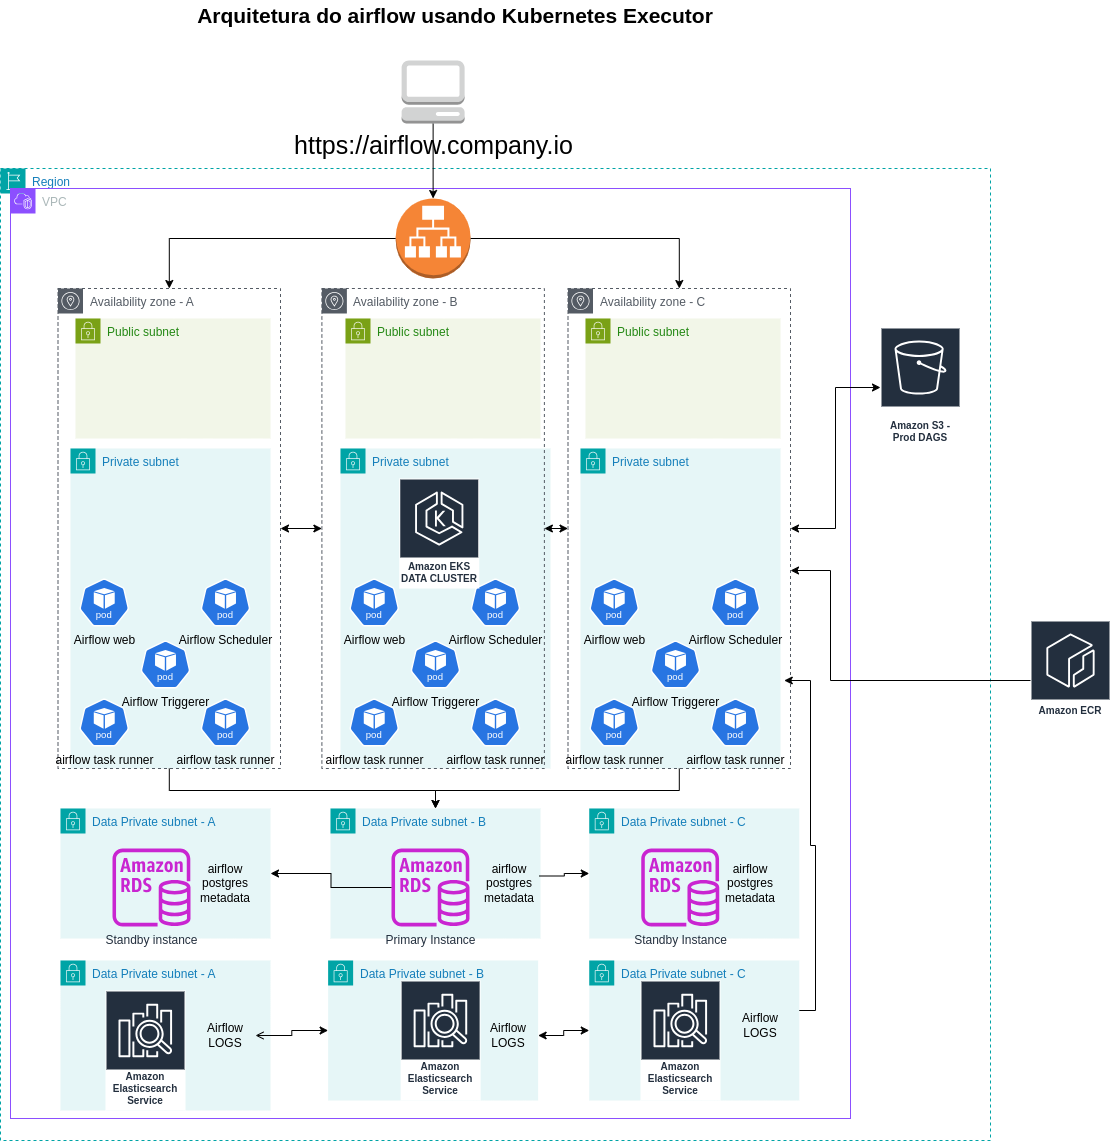 Arquitetura do airflow usando Kubernetes Executor
https://airflow.company.io
Region
VPC
Availability zone - A
Availability zone - B
Availability zone - C
Public subnet
Public subnet
Public subnet
Amazon S3 -
Prod DAGS
Private subnet
Private subnet
Private subnet
K
Amazon EKS
DATA CLUSTER
pod
pod
pod
pod
pod
pod
Airflow web
Airflow Scheduler
Airflow web
Airflow Scheduler
Airflow web
Airflow Scheduler
pod
pod
pod
Airflow Triggerer
Airflow Triggerer
Airflow Triggerer
Amazon ECR
pod
pod
pod
pod
pod
pod
airflow task runner
airflow task runner
airflow task runner
airflow task runner
airflow task runner
airflow task runner
Data Private subnet - A
Data Private subnet - B
Data Private subnet - C
Amazon
RDS
airflow
postgres
metadata
Standby instance
Amazon
RDS
airflow
postgres
metadata
Primary Instance
Amazon
RDS
airflow
postgres
metadata
Standby Instance
Data Private subnet - A
Data Private subnet - B
Data Private subnet - C
Airflow
LOGS
Amazon
Elasticsearch
Service
Airflow
LOGS
Amazon
Elasticsearch
Service
Airflow
LOGS
Amazon
Elasticsearch
Service